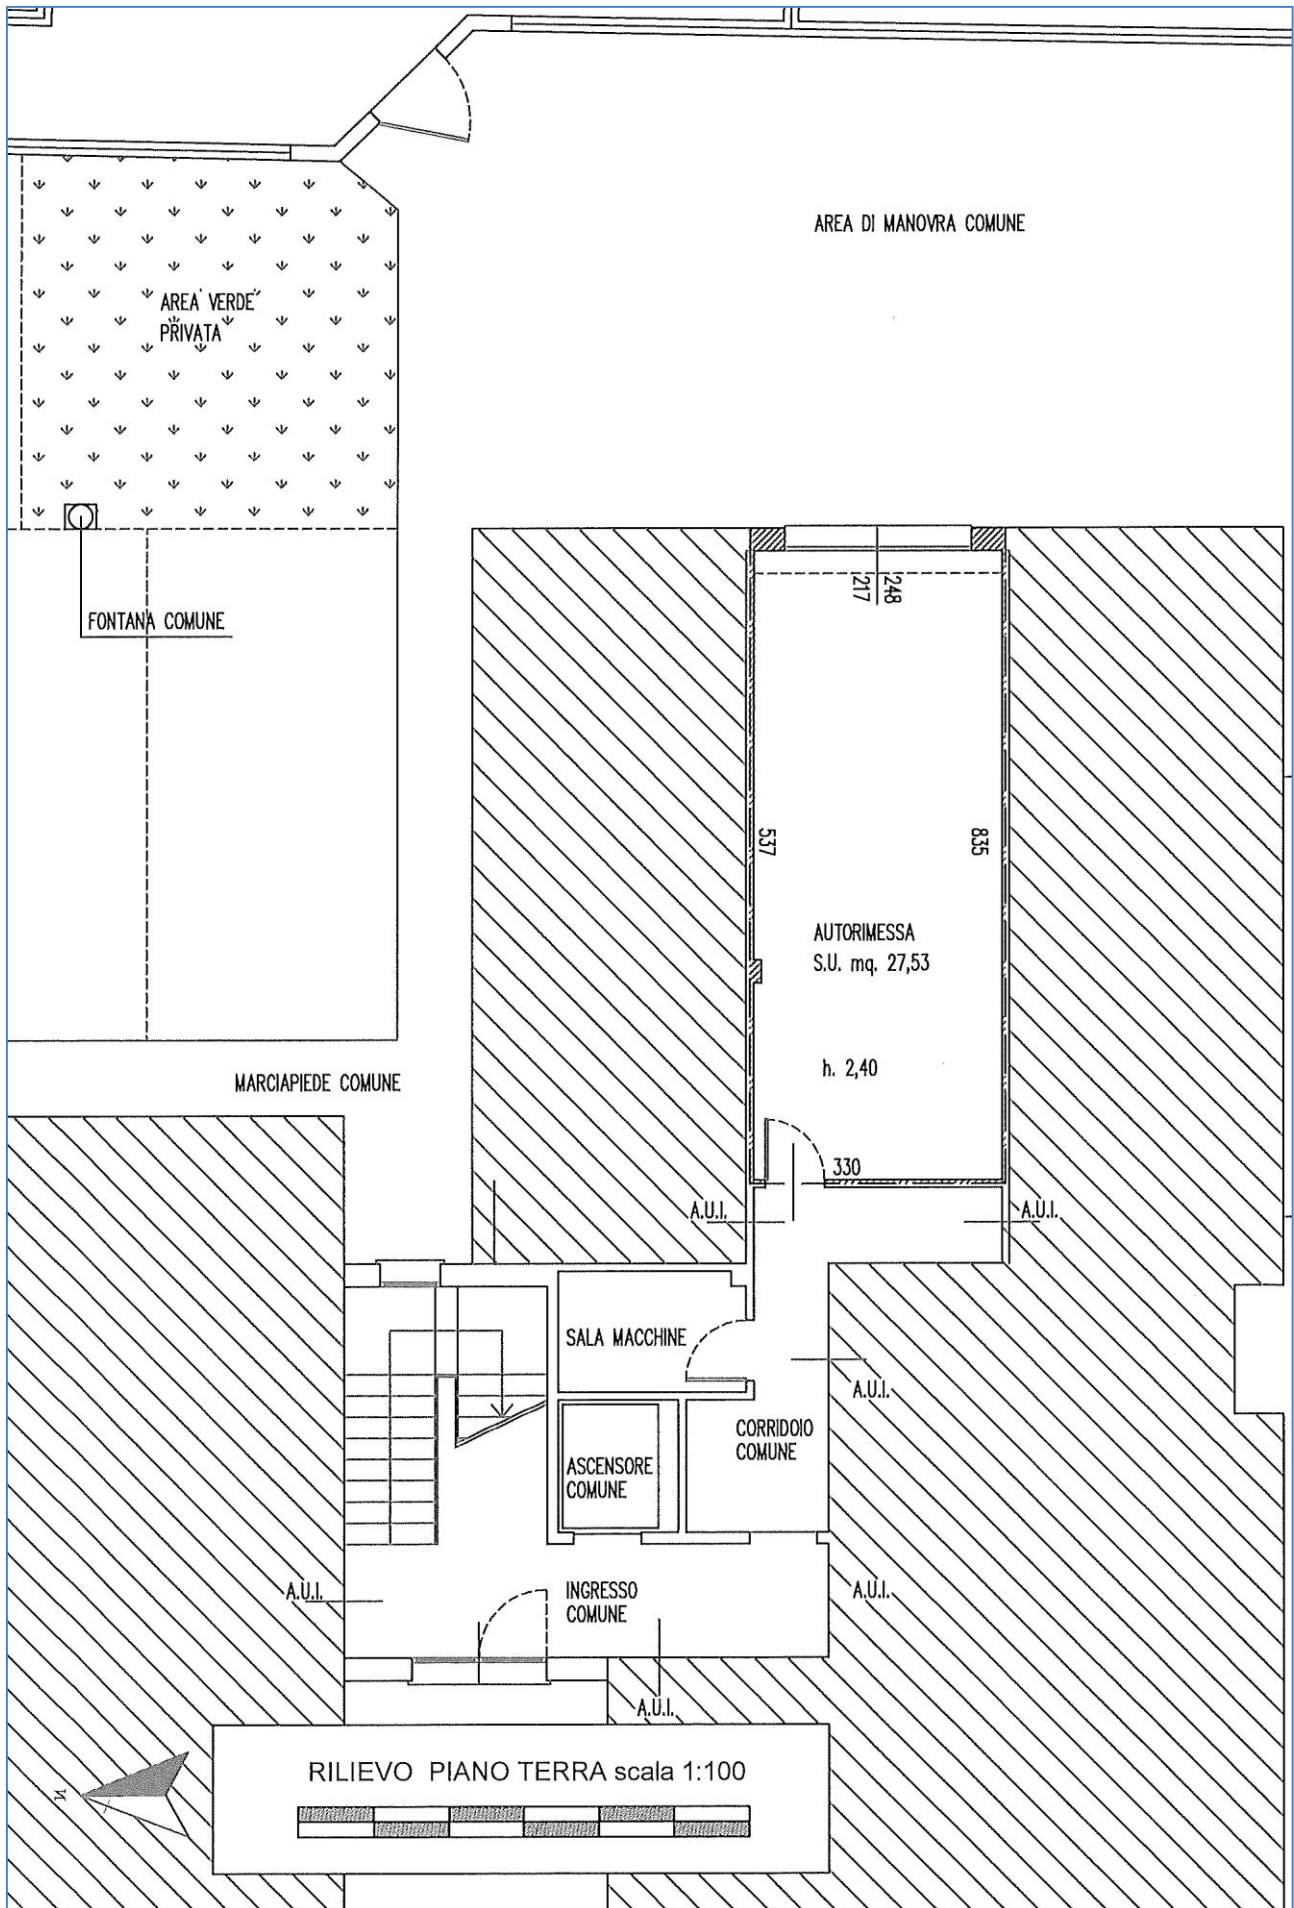 AREA DI MANOVRA COMUNE
AREA VERDE
PRIVATA
248
217
FONTANA COMUNE
537
835
AUTORIMESSA
S.U. mq. 27,53
h. 2,40
MARCIAPIEDE COMUNE
330
A.U.I.
A.U.I.
SALA MACCHINE
A.U.I.
CORRIDOIO
COMUNE
ASCENSORE
COMUNE
A.U.I.
INGRESSO
COMUNE
A.U.I.
A.U.I.
RILIEVO PIANO TERRA scala 1:100
N